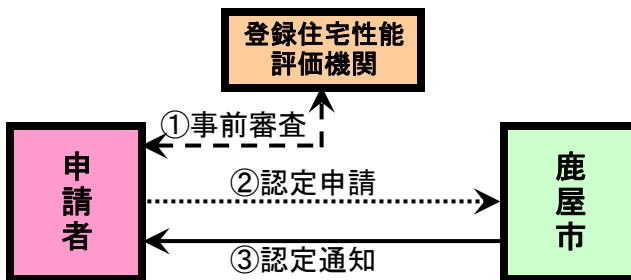 登録住宅性能
評価機関
①事前審査
申請者
②認定申請
鹿屋市
③認定通知